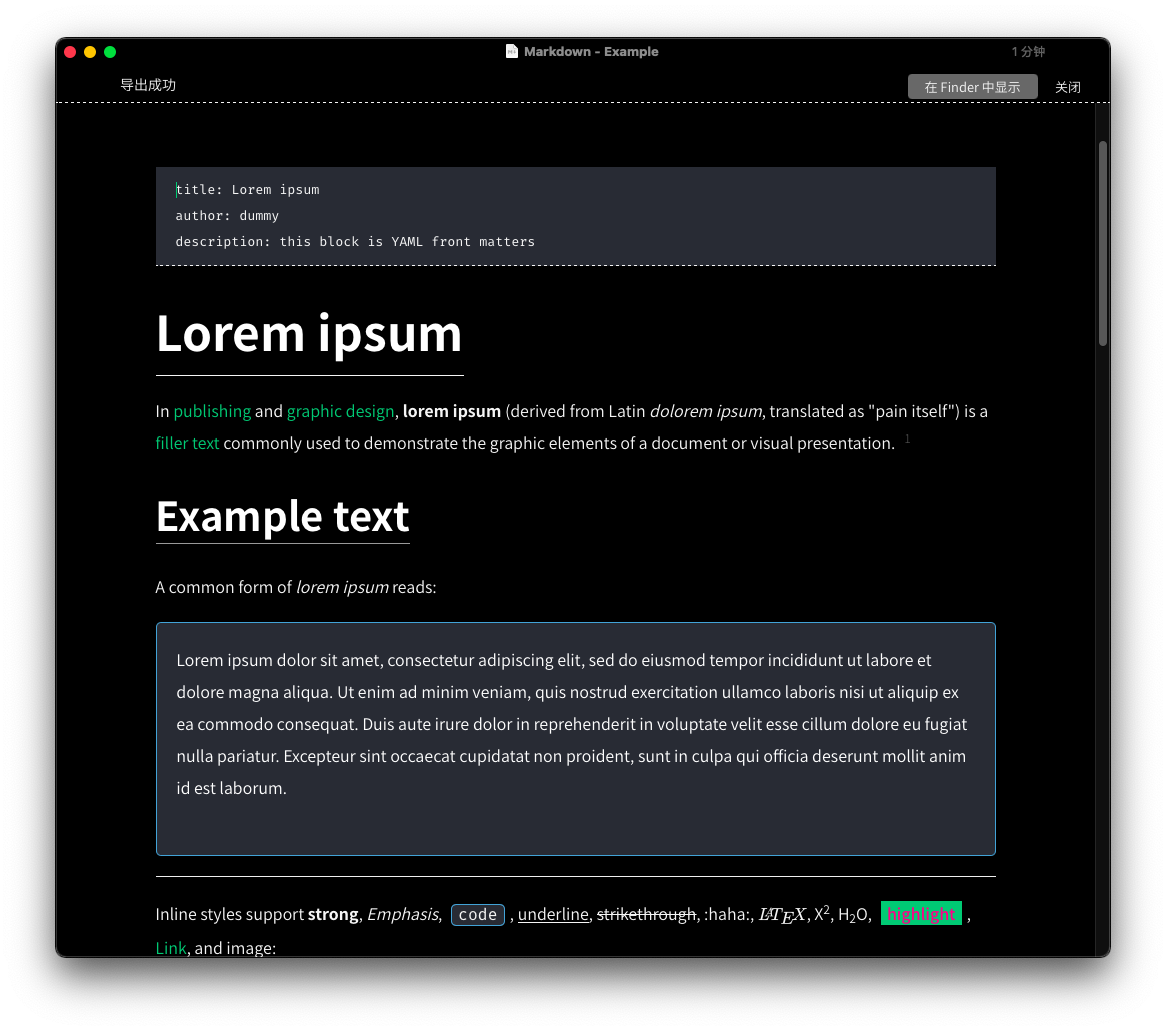 Markdown - Example
1 分钟
导出成功
在 Finder 中显示
关闭
title: Lorem ipsum
author: dummy
description: this block is YAML front matters
Lorem ipsum
In publishing and graphic design, lorem ipsum (derived from Latin dolorem ipsum, translated as "pain itself") is a
filler text commonly used to demonstrate the graphic elements of a document or visual presentation. 1
Example text
A common form of lorem ipsum reads:
Lorem ipsum dolor sit amet, consectetur adipiscing elit, sed do eiusmod tempor incididunt ut labore et
dolore magna aliqua. Ut enim ad minim veniam, quis nostrud exercitation ullamco laboris nisi ut aliquip ex
ea commodo consequat. Duis aute irure dolor in reprehenderit in voluptate velit esse cillum dolore eu fugiat
nulla pariatur. Excepteur sint occaecat cupidatat non proident, sunt in culpa qui officia deserunt mollit anim
id est laborum.
Inline styles support strong, Emphasis, code , underline, strikethrough, :haha:, LATEX, X², H₂O, highlight ,
Link, and image: